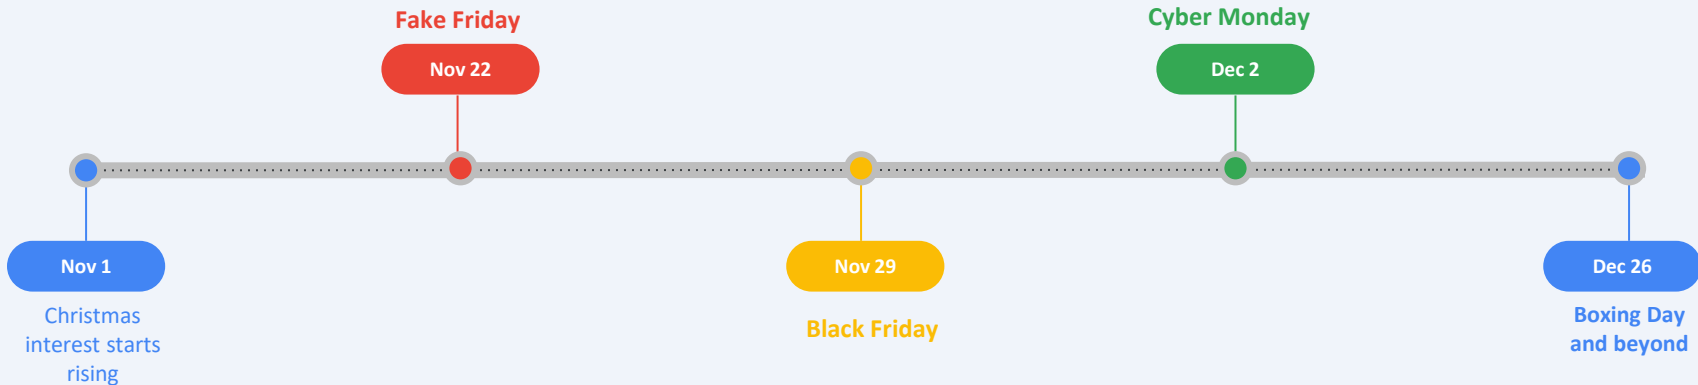 Fake Friday
Cyber Monday
Nov 22
Dec 2
Nov 1
Nov 29
Dec 26
Christmas
interest starts
rising
Black Friday
Boxing Day
and beyond